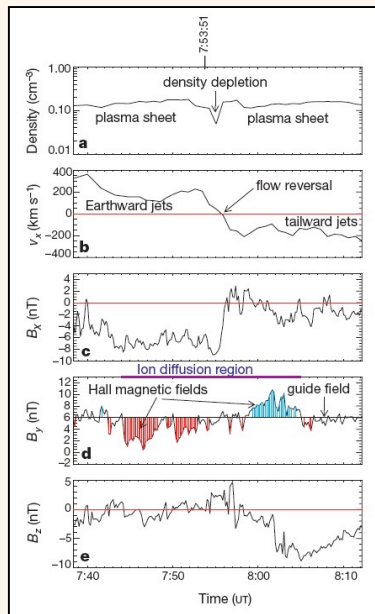 7:53:51
Density (cm⁻³)
1.00
0.10
0.01
density depletion
plasma sheet
plasma sheet
a
vₓ (km s⁻¹)
400
200
0
−200
−400
Earthward jets
flow reversal
tailward jets
b
Bₓ (nT)
4
2
0
−2
−4
−6
−8
−10
c
Ion diffusion region
B_y (nT)
12
10
8
6
4
2
0
−2
Hall magnetic fields
guide field
d
B_z (nT)
5
0
−5
−10
e
7:40
7:50
8:00
8:10
Time (UT)